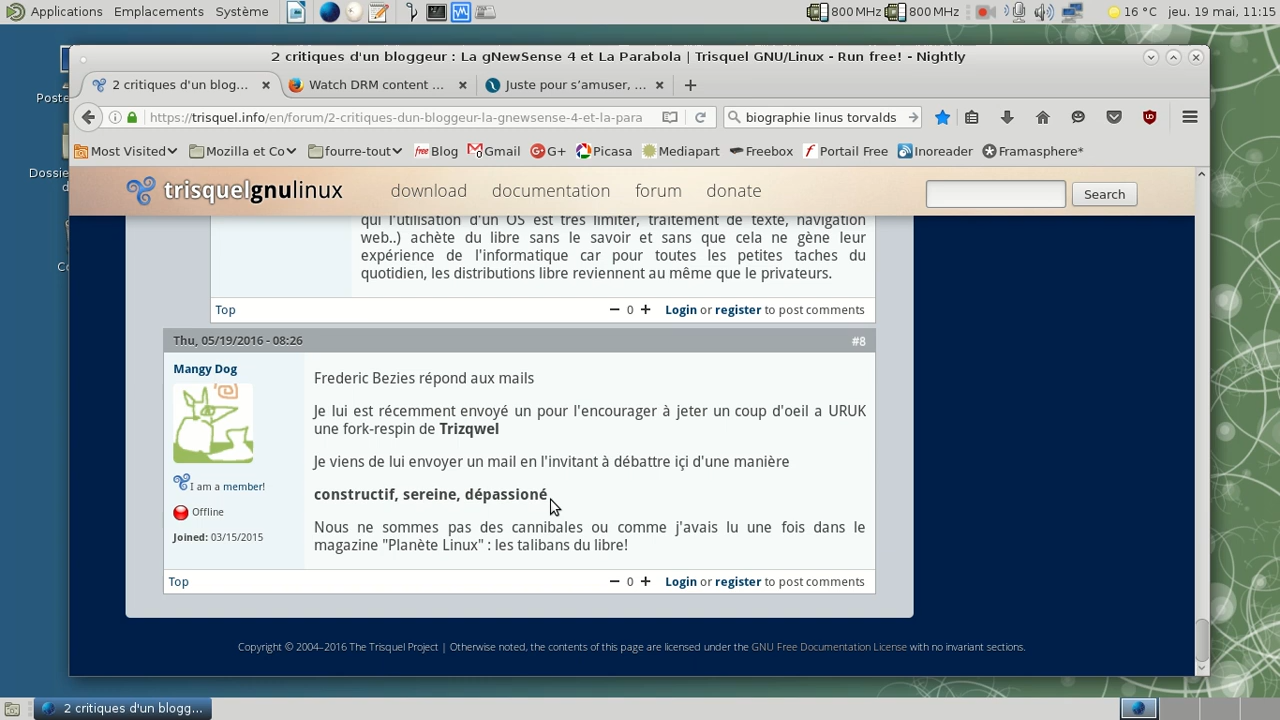 Applications Emplacements Système 800 MHz 800 MHz 16 °C jeu. 19 mai, 11:15
2 critiques d'un bloggeur : La gNewSense 4 et La Parabola | Trisquel GNU/Linux - Run free! - Nightly
2 critiques d'un blog... Watch DRM content ... Juste pour s'amuser, ...
https://trisquel.info/en/forum/2-critiques-dun-bloggeur-la-gnewsense-4-et-la-para biographie linus torvalds
Most Visited Mozilla et Co fourre-tout Blog Gmail G+ Picasa Mediapart Freebox Portail Free Inoreader Framasphere*
trisquelgnulinux download documentation forum donate Search
qui l'utilisation d'un OS est très limiter, traitement de texte, navigation
web..) achète du libre sans le savoir et sans que cela ne gène leur
expérience de l'informatique car pour toutes les petites taches du
quotidien, les distributions libre reviennent au même que le privateurs.
Top 0 Login or register to post comments
Thu, 05/19/2016 - 08:26 #8
Mangy Dog
I am a member!
Offline
Joined: 03/15/2015
Frederic Bezies répond aux mails
Je lui est récemment envoyé un pour l'encourager à jeter un coup d'oeil a URUK
une fork-respin de Trizqwel
Je viens de lui envoyer un mail en l'invitant à débattre içi d'une manière
constructif, sereine, dépassioné
Nous ne sommes pas des cannibales ou comme j'avais lu une fois dans le
magazine "Planète Linux" : les talibans du libre!
Top 0 Login or register to post comments
Copyright © 2004–2016 The Trisquel Project | Otherwise noted, the contents of this page are licensed under the GNU Free Documentation License with no invariant sections.
2 critiques d'un blogg...